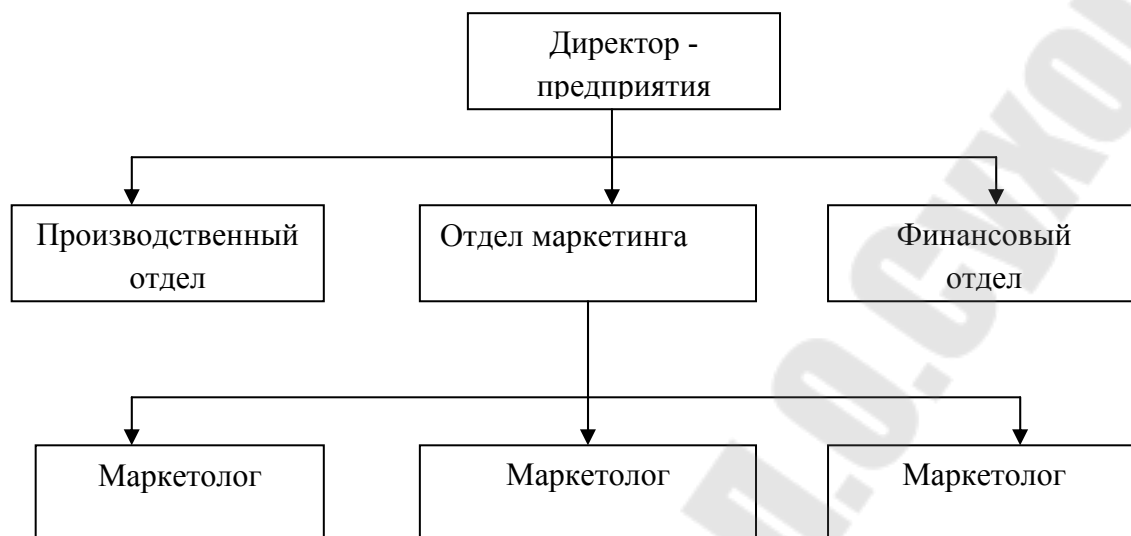 Директор -
предприятия
Производственный
отдел
Отдел маркетинга
Финансовый
отдел
Маркетолог
Маркетолог
Маркетолог